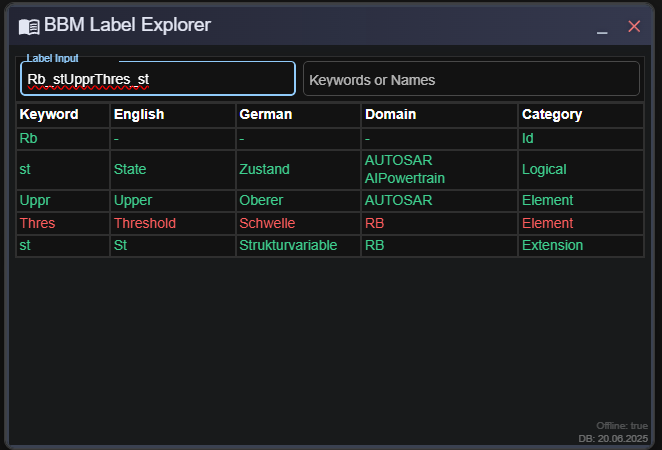 BBM Label Explorer
Label Input
Rb_stUpprThres_st
Keywords or Names
Keyword English German Domain Category
Rb - - - Id
st State Zustand AUTOSAR AIPowertrain Logical
Uppr Upper Oberer AUTOSAR Element
Thres Threshold Schwelle RB Element
st St Strukturvariable RB Extension
Offline: true
DB: 20.06.2025